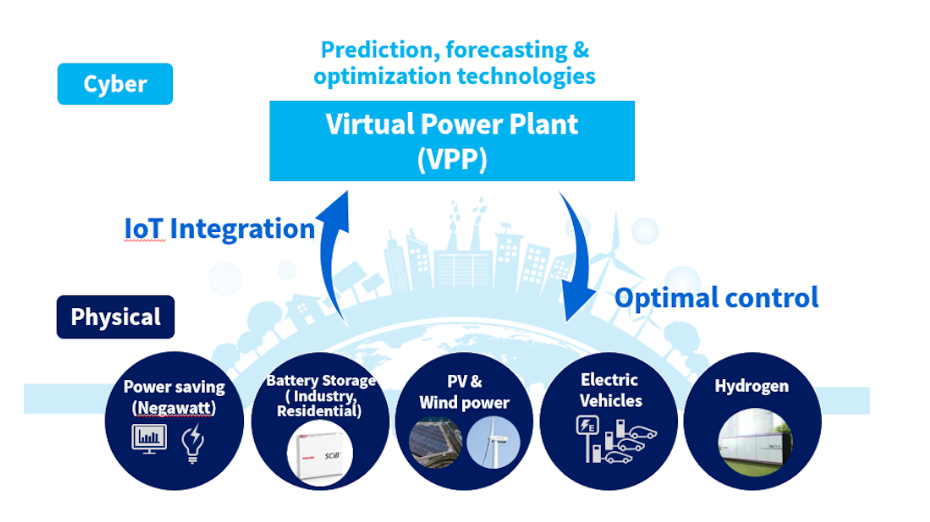 Prediction, forecasting &
optimization technologies
Cyber
Virtual Power Plant
(VPP)
IoT Integration
Optimal control
Physical
Power saving
(Negawatt)
Battery Storage
( Industry,
Residential)
SCiB
PV &
Wind power
Electric
Vehicles
E
Hydrogen